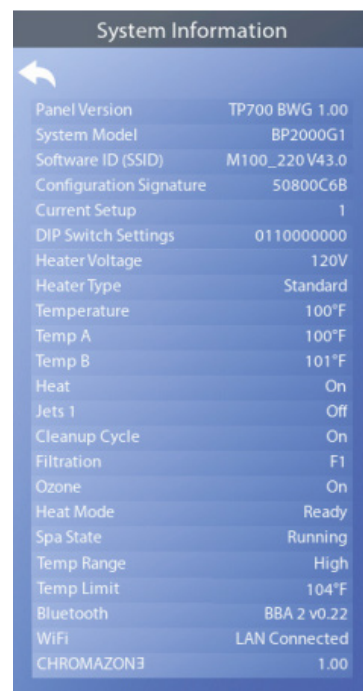 System Information
Panel Version TP700 BWG 1.00
System Model BP2000G1
Software ID (SSID) M100_220 V43.0
Configuration Signature 50800C6B
Current Setup 1
DIP Switch Settings 0110000000
Heater Voltage 120V
Heater Type Standard
Temperature 100°F
Temp A 100°F
Temp B 101°F
Heat On
Jets 1 Off
Cleanup Cycle On
Filtration F1
Ozone On
Heat Mode Ready
Spa State Running
Temp Range High
Temp Limit 104°F
Bluetooth BBA 2 v0.22
WiFi LAN Connected
CHROMAZONƎ 1.00